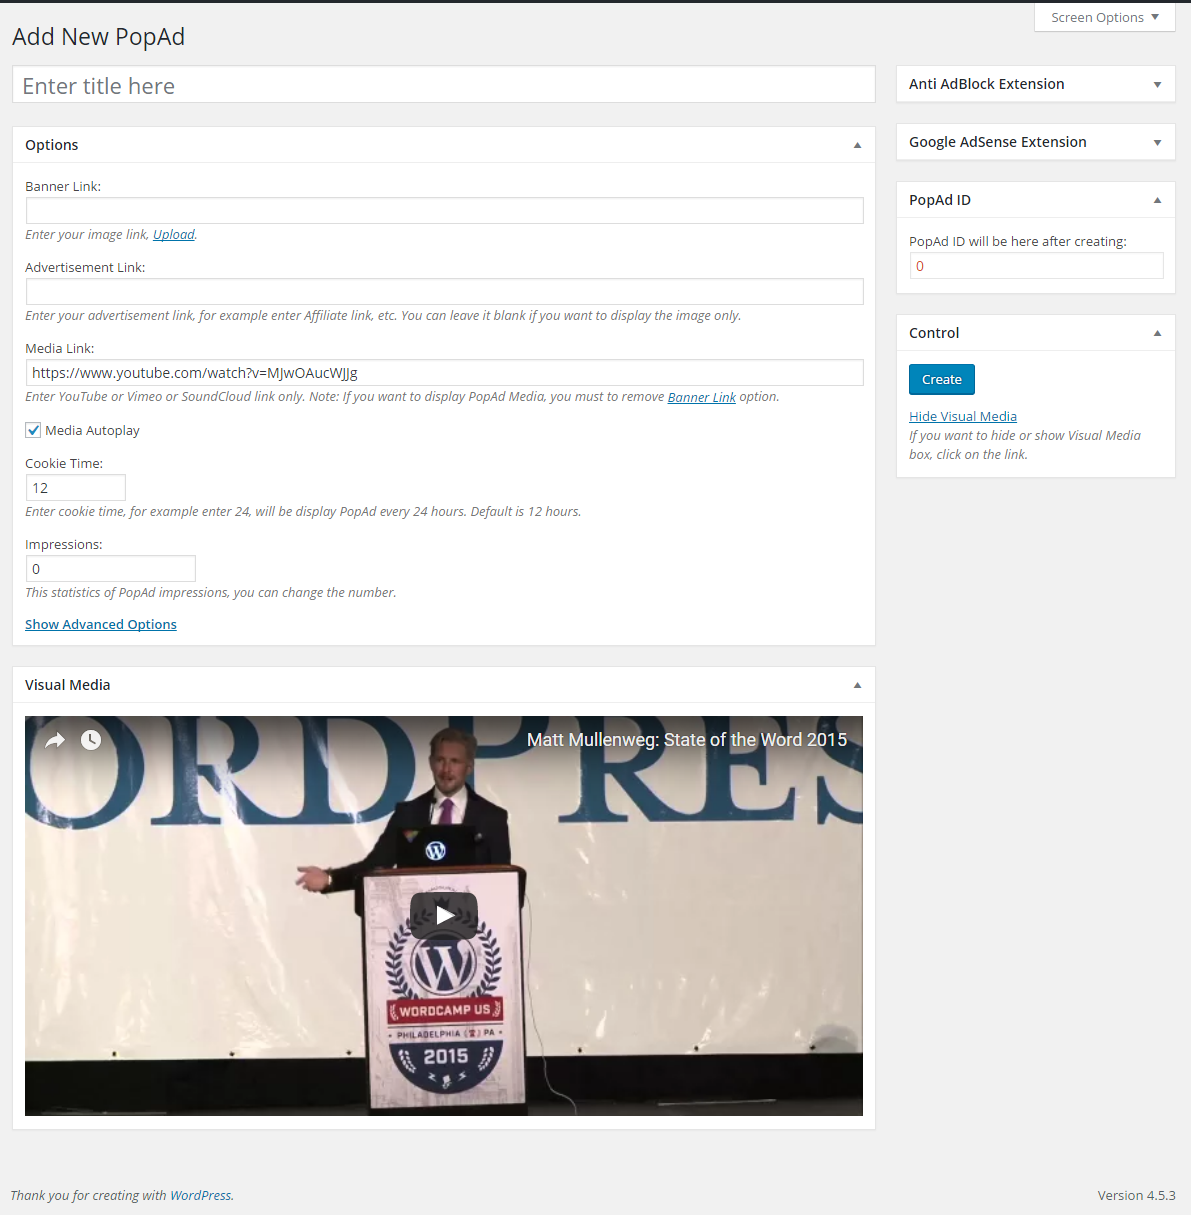 Screen Options
Add New PopAd
Enter title here
Options
Banner Link:
Enter your image link, Upload.
Advertisement Link:
Enter your advertisement link, for example enter Affiliate link, etc. You can leave it blank if you want to display the image only.
Media Link:
https://www.youtube.com/watch?v=MJwOAucWJJg
Enter YouTube or Vimeo or SoundCloud link only. Note: If you want to display PopAd Media, you must to remove Banner Link option.
Media Autoplay
Cookie Time:
12
Enter cookie time, for example enter 24, will be display PopAd every 24 hours. Default is 12 hours.
Impressions:
0
This statistics of PopAd impressions, you can change the number.
Show Advanced Options
Visual Media
Matt Mullenweg: State of the Word 2015
ORDPRES
W
W
WORDCAMP US
PHILADELPHIA PA
2015
Anti AdBlock Extension
Google AdSense Extension
PopAd ID
PopAd ID will be here after creating:
0
Control
Create
Hide Visual Media
If you want to hide or show Visual Media
box, click on the link.
Thank you for creating with WordPress.
Version 4.5.3